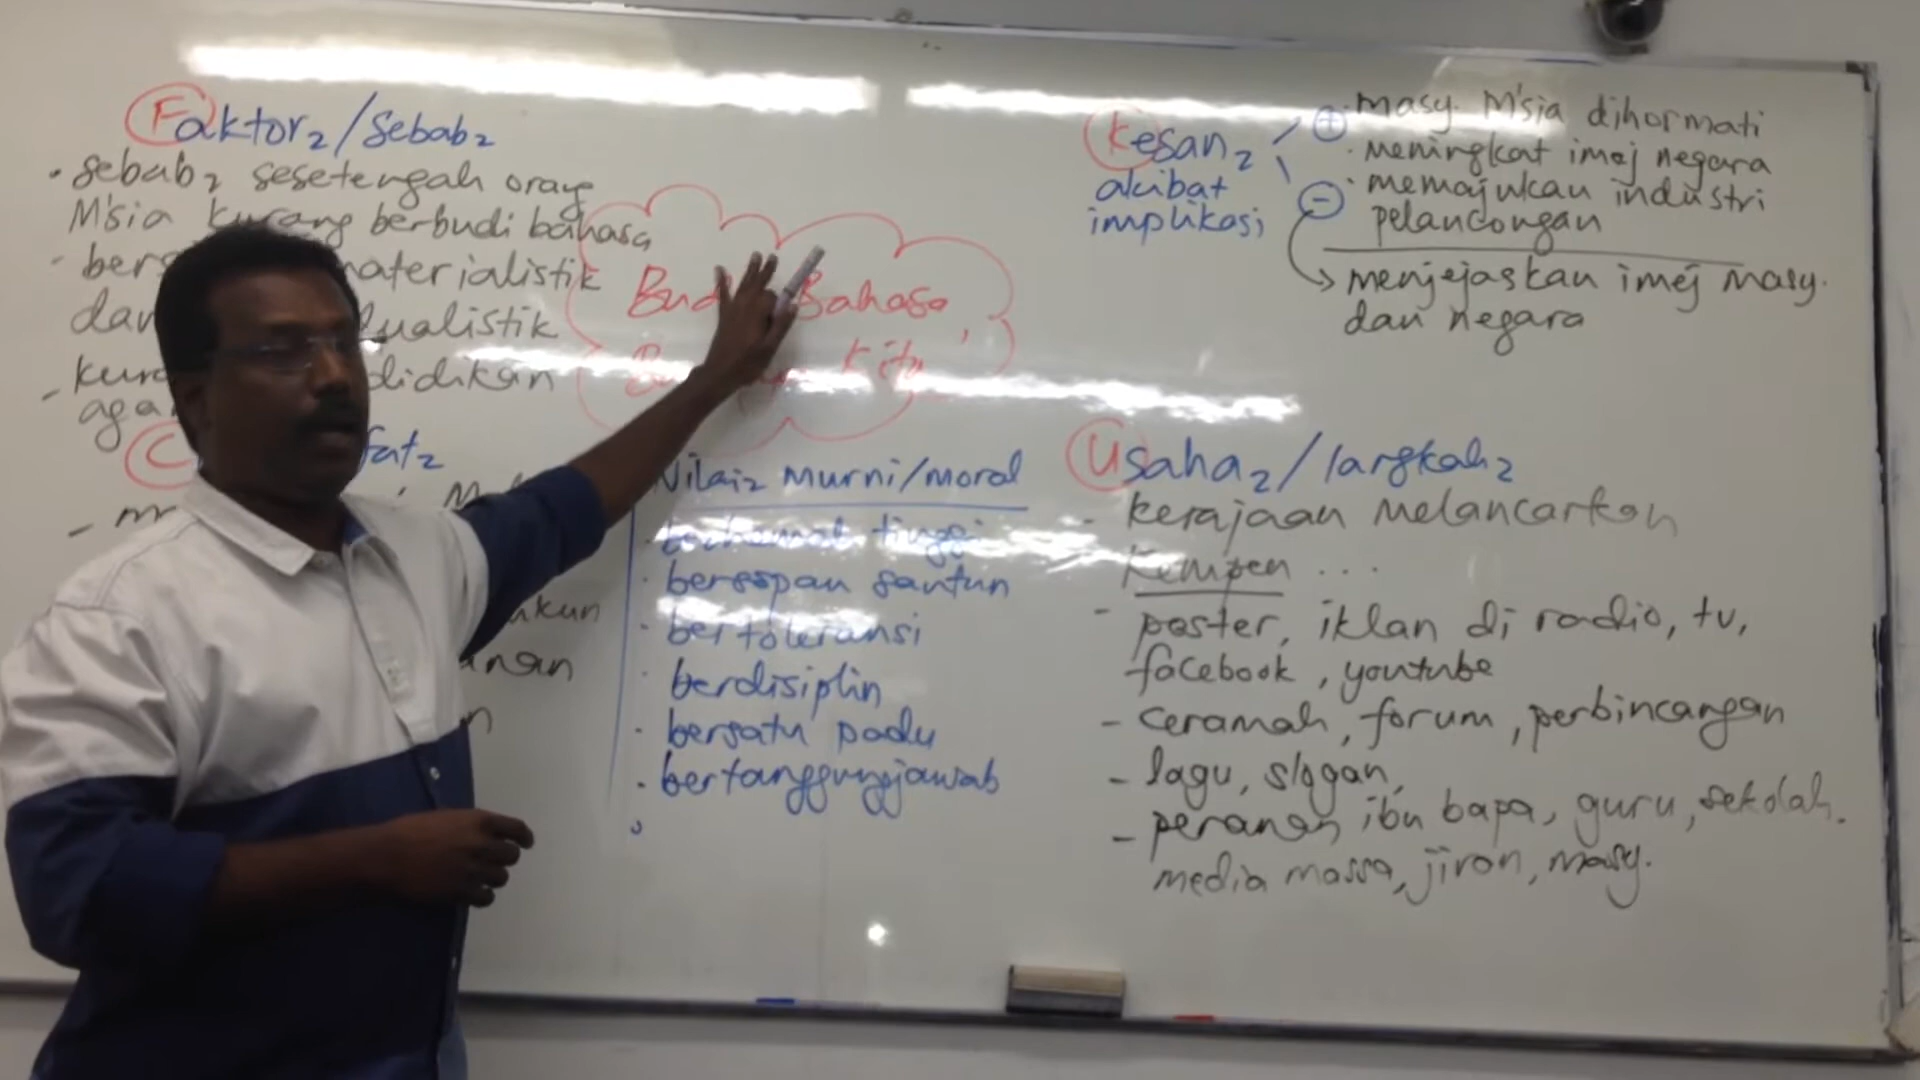 Faktor2/Sebab2
• sebab2 sesetengah orang
M'sia kurang berbudi bahasa
materialistik
dan
didikan
Budi Bahasa
Kita
Nilai2 Murni/moral
tinggi
· bersopan santun
· bertoleransi
· berdisiplin
· bersatu padu
· bertanggungjawab
Kesan2
akibat
implikasi
+ masy. M'sia dihormati
· meningkat imej negara
- · memajukan industri
pelancongan
→ menjejaskan imej masy.
dan negara
Usaha2/langkah2
- kerajaan melancarkan
kempen ...
- poster, iklan di radio, tv,
facebook, youtube
- ceramah, forum, perbincangan
- lagu, slogan,
- peranan ibu bapa, guru, sekolah.
media massa, jiran, masy.